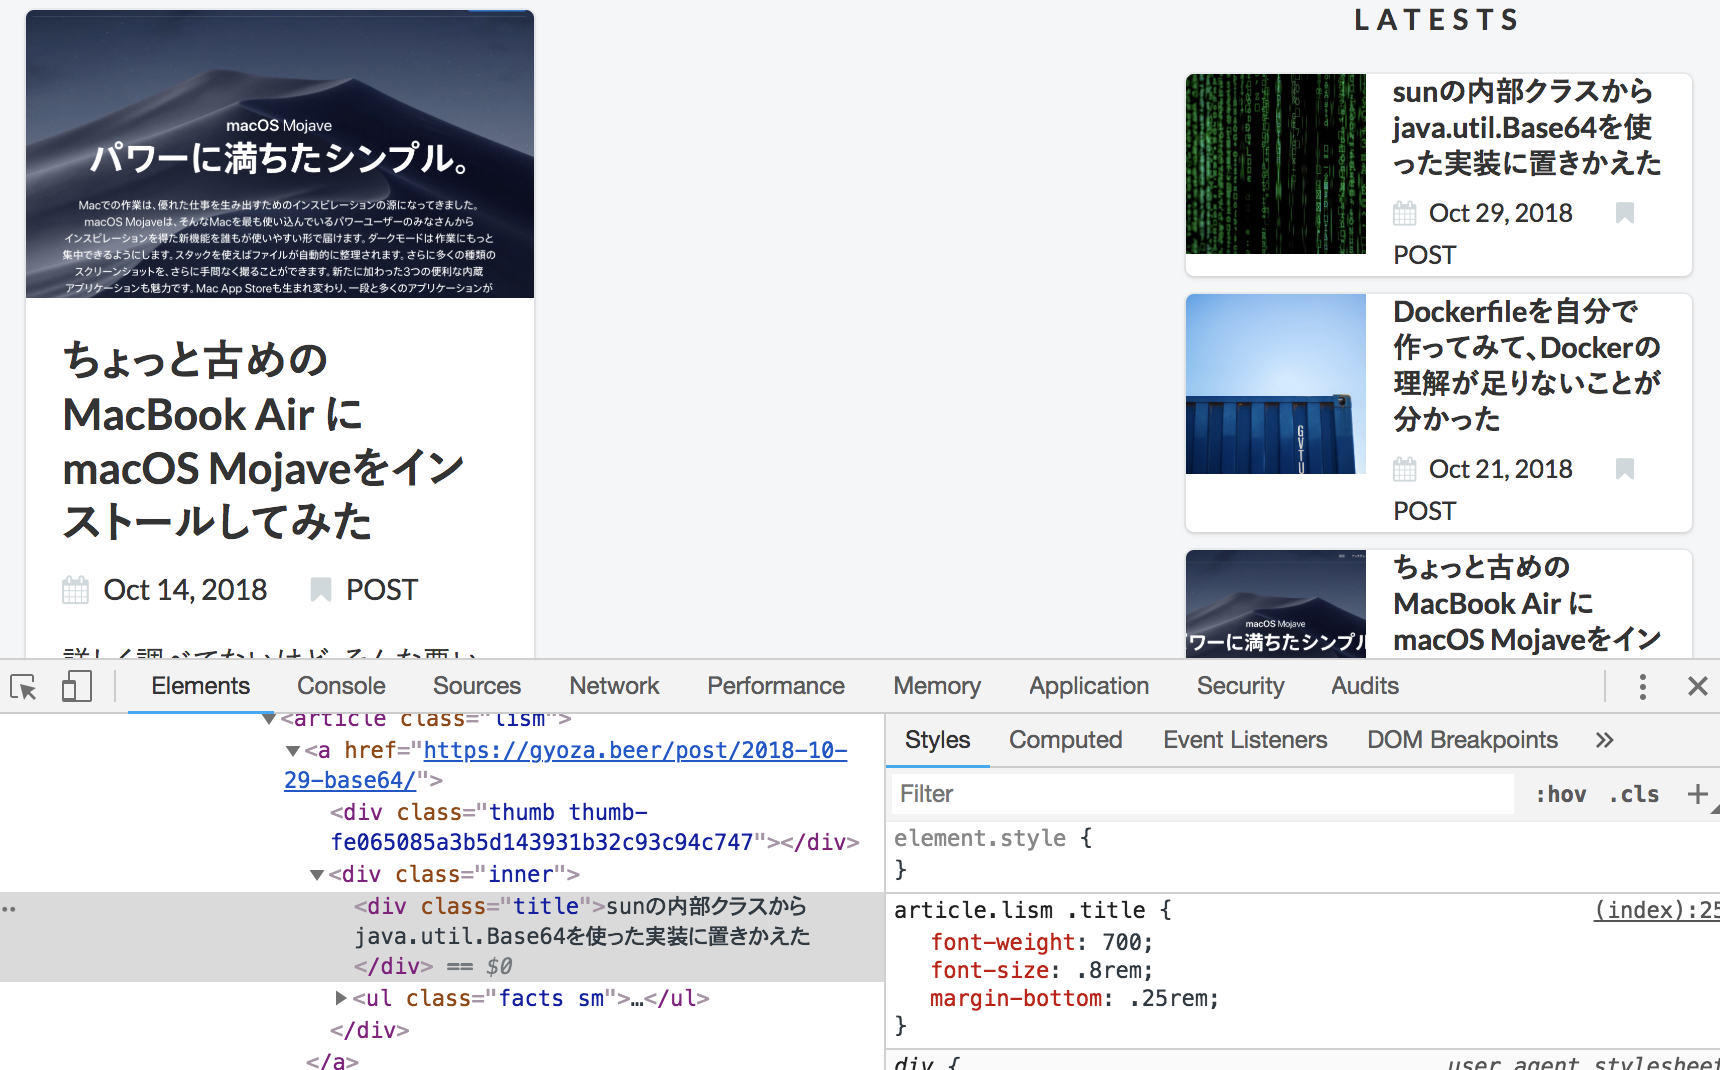 macOS Mojave
パワーに満ちたシンプル。
Macでの作業は、優れた仕事を生み出すためのインスピレーションの源になってきました。
macOS Mojaveは、そんなMacを最も使い込んでいるパワーユーザーのみなさんから
インスピレーションを得た新機能を誰もが使いやすい形で届けます。ダークモードは作業にもっと
集中できるようにします。スタックを使えばファイルが自動的に整理されます。さらに多くの種類の
スクリーンショットを、さらに手間なく撮ることができます。新たに加わった3つの便利な内蔵
アプリケーションも魅力です。Mac App Storeも生まれ変わり、一段と多くのアプリケーションが
ちょっと古めの
MacBook Air に
macOS Mojaveをイン
ストールしてみた
Oct 14, 2018 POST
LATESTS
sunの内部クラスから
java.util.Base64を使
った実装に置きかえた
Oct 29, 2018
POST
GVTU
Dockerfileを自分で
作ってみて、Dockerの
理解が足りないことが
分かった
Oct 21, 2018
POST
macOS Mojave
パワーに満ちたシンプル
ちょっと古めの
MacBook Air に
macOS Mojaveをイン
Elements Console Sources Network Performance Memory Application Security Audits
<article class="lism">
<a href="https://gyoza.beer/post/2018-10-
29-base64/">
<div class="thumb thumb-
fe065085a3b5d143931b32c93c94c747"></div>
<div class="inner">
<div class="title">sunの内部クラスから
java.util.Base64を使った実装に置きかえた
</div> == $0
<ul class="facts sm">…</ul>
</div>
</a>
Styles Computed Event Listeners DOM Breakpoints »
Filter :hov .cls +
element.style {
}
article.lism .title { (index):25
font-weight: 700;
font-size: .8rem;
margin-bottom: .25rem;
}
div { user agent stylesheet